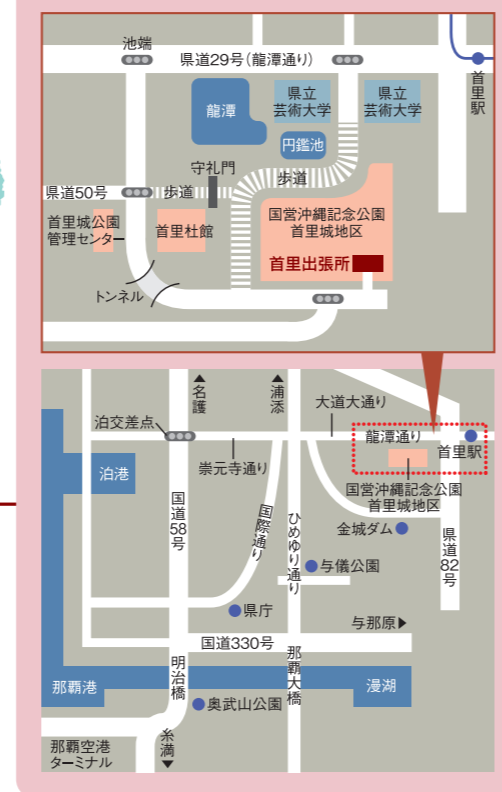 池端
県道29号(龍潭通り)
首里駅
龍潭
県立
芸術大学
県立
芸術大学
円鑑池
守礼門
歩道
県道50号
歩道
首里城公園
管理センター
首里杜館
国営沖縄記念公園
首里城地区
首里出張所
トンネル
▲名護
▲浦添
大道大通り
泊交差点
龍潭通り
首里駅
崇元寺通り
泊港
国営沖縄記念公園
首里城地区
国道58号
国際通り
ひめゆり通り
金城ダム
県道82号
与儀公園
県庁
与那原▶
国道330号
那覇港
明治橋
那覇大橋
漫湖
奥武山公園
糸満▼
那覇空港
ターミナル